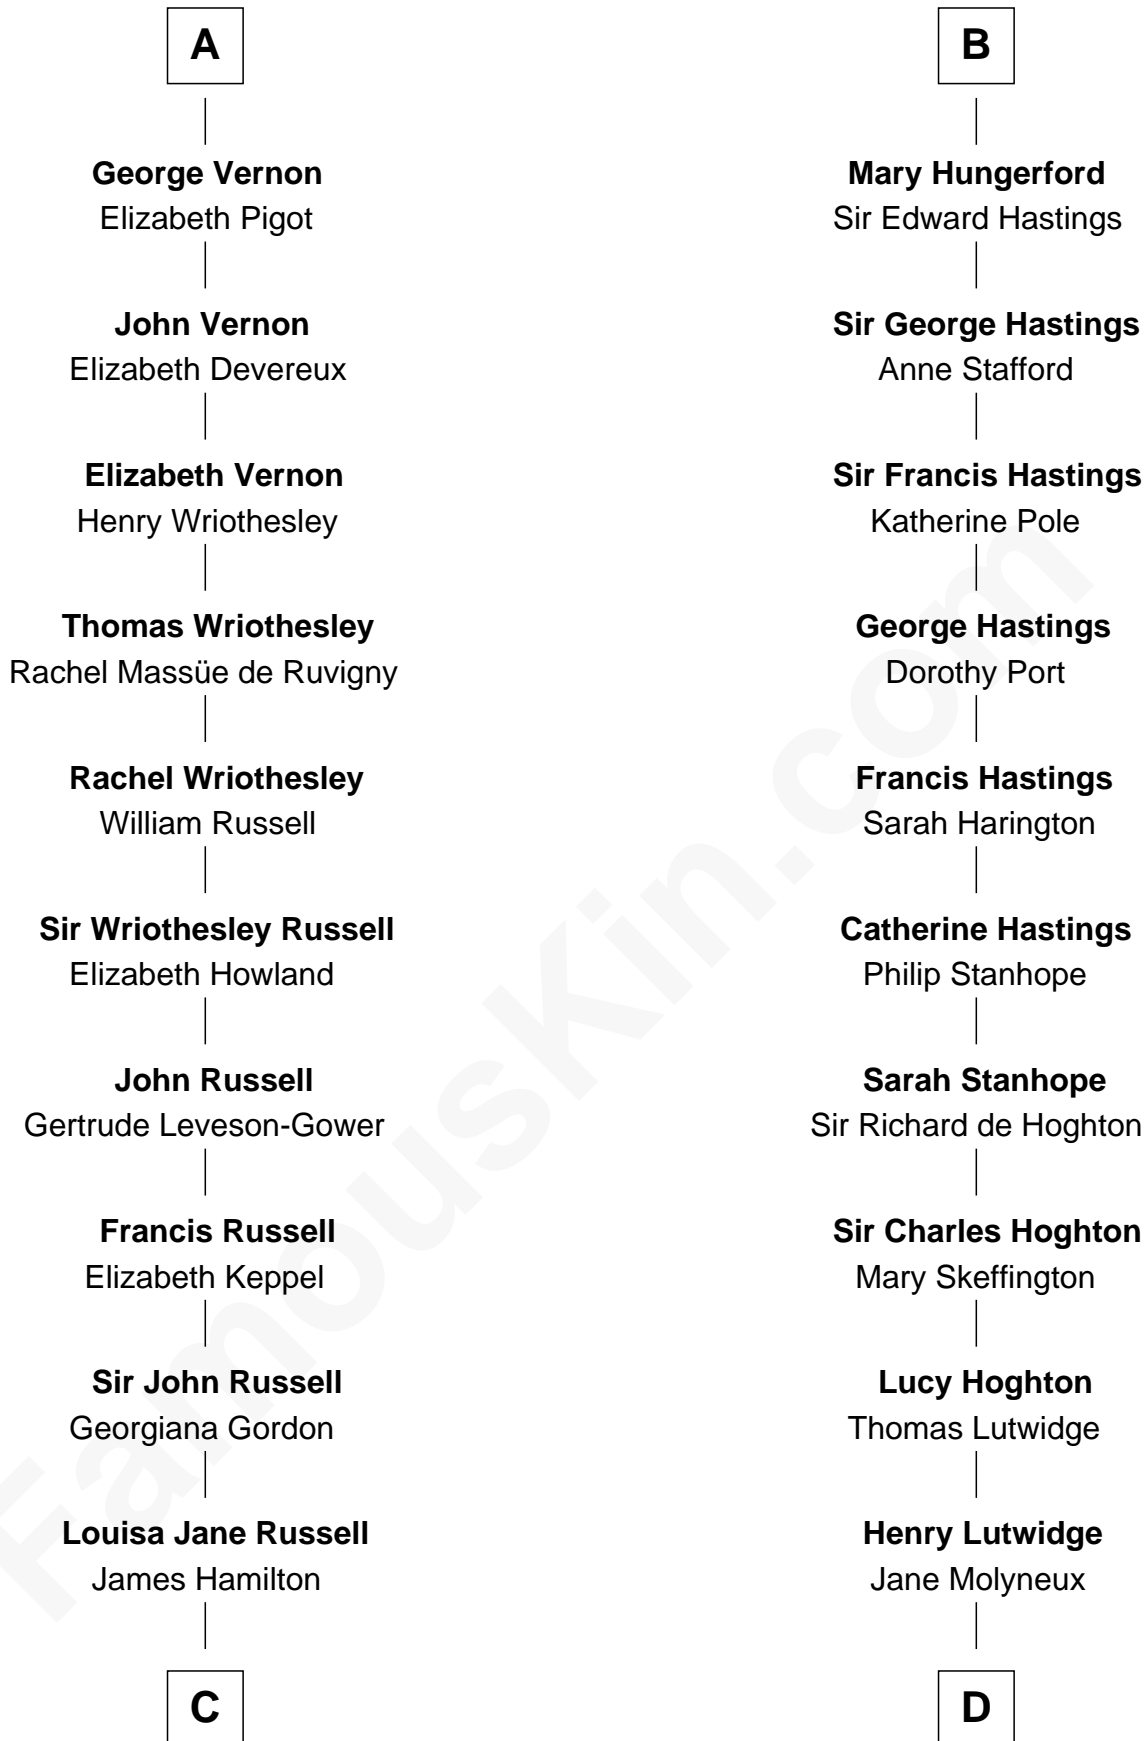 A
George Vernon
Elizabeth Pigot
John Vernon
Elizabeth Devereux
Elizabeth Vernon
Henry Wriothesley
Thomas Wriothesley
Rachel Massüe de Ruvigny
Rachel Wriothesley
William Russell
Sir Wriothesley Russell
Elizabeth Howland
John Russell
Gertrude Leveson-Gower
Francis Russell
Elizabeth Keppel
Sir John Russell
Georgiana Gordon
Louisa Jane Russell
James Hamilton
C
B
Mary Hungerford
Sir Edward Hastings
Sir George Hastings
Anne Stafford
Sir Francis Hastings
Katherine Pole
George Hastings
Dorothy Port
Francis Hastings
Sarah Harington
Catherine Hastings
Philip Stanhope
Sarah Stanhope
Sir Richard de Hoghton
Sir Charles Hoghton
Mary Skeffington
Lucy Hoghton
Thomas Lutwidge
Henry Lutwidge
Jane Molyneux
D
FamousKin.com